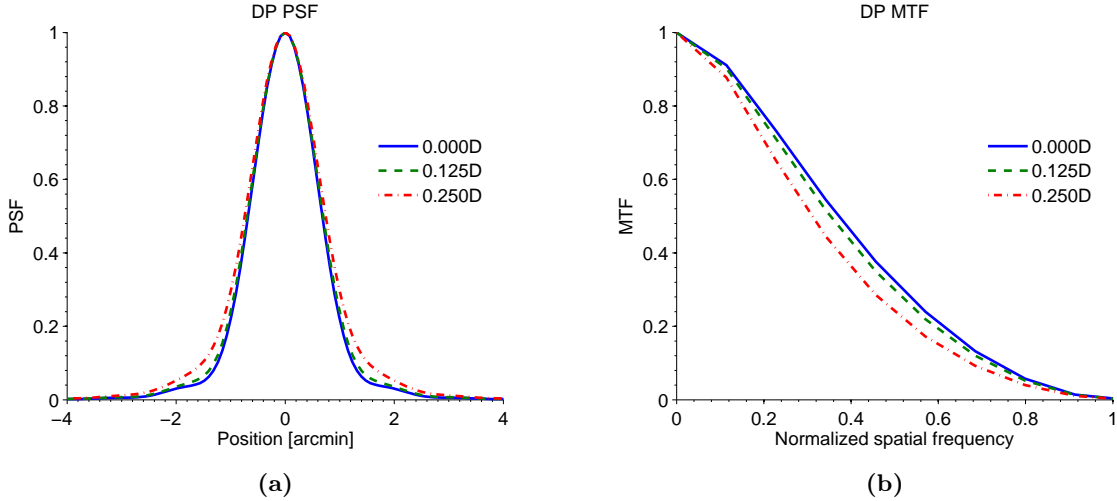 DP PSF
1
0.8
0.6
0.4
0.2
0
PSF
0.000D
0.125D
0.250D
−4 −2 0 2 4
Position [arcmin]
(a)
DP MTF
1
0.8
0.6
0.4
0.2
0
MTF
0.000D
0.125D
0.250D
0 0.2 0.4 0.6 0.8 1
Normalized spatial frequency
(b)